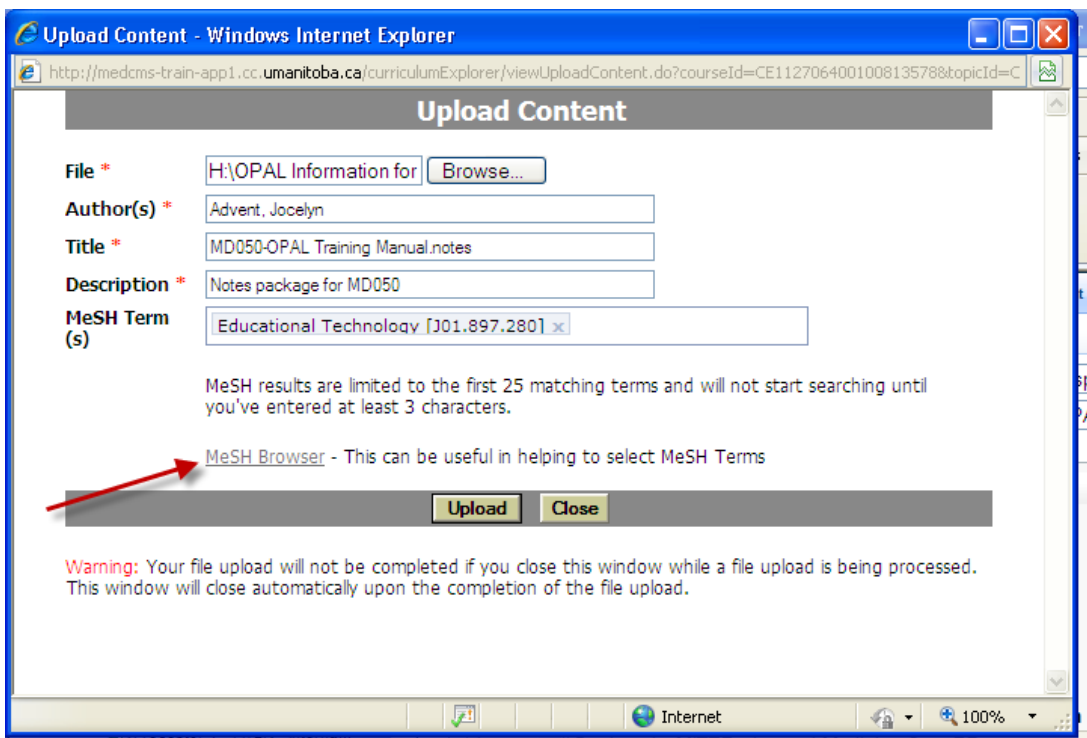 Upload Content - Windows Internet Explorer
http://medcms-train-app1.cc.umanitoba.ca/curriculumExplorer/viewUploadContent.do?courseId=CE1127064001008135788&topicId=C
Upload Content
File * H:\OPAL Information for Browse...
Author(s) * Advent, Jocelyn
Title * MD050-OPAL Training Manual.notes
Description * Notes package for MD050
MeSH Term
(s) Educational Technology [J01.897.280] x
MeSH results are limited to the first 25 matching terms and will not start searching until
you've entered at least 3 characters.
MeSH Browser - This can be useful in helping to select MeSH Terms
Upload Close
Warning: Your file upload will not be completed if you close this window while a file upload is being processed.
This window will close automatically upon the completion of the file upload.
Internet 100%